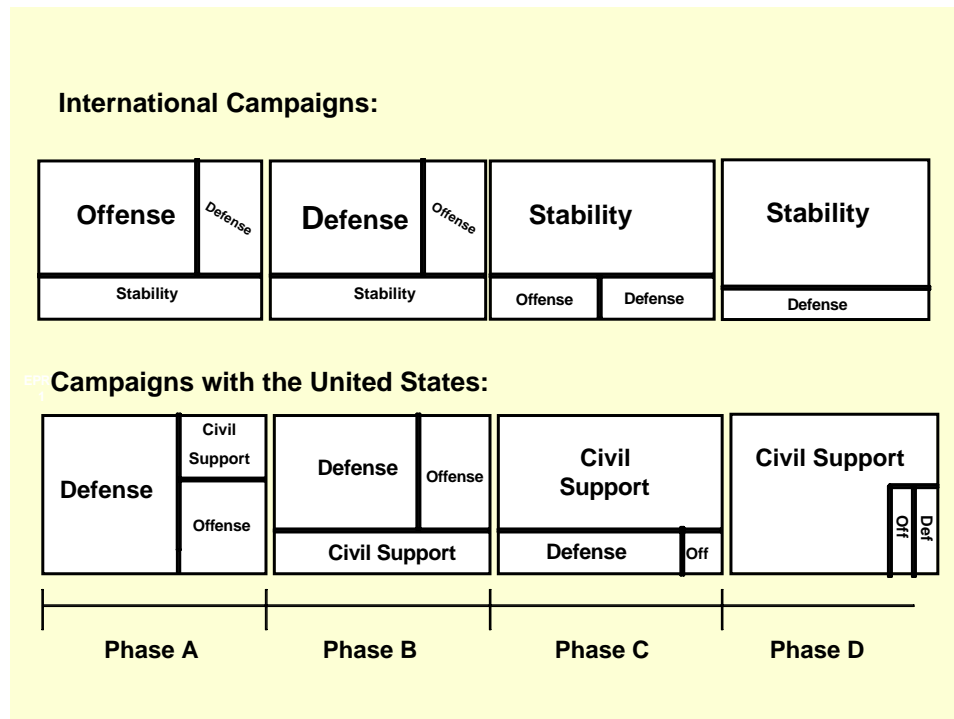 International Campaigns:
Offense
Defense
Stability
Defense
Offense
Stability
Stability
Offense
Defense
Stability
Defense
Campaigns with the United States:
Defense
Civil
Support
Offense
Defense
Offense
Civil Support
Civil
Support
Defense
Off
Civil Support
Off
Def
Phase A
Phase B
Phase C
Phase D